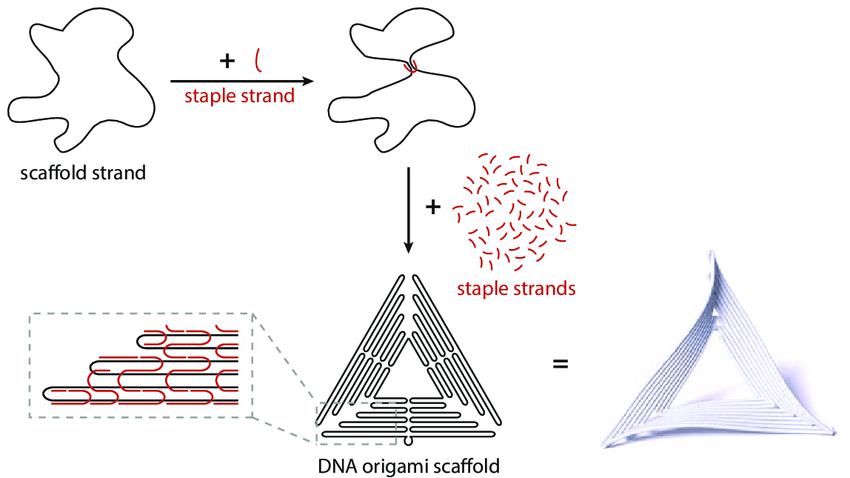 +
staple strand
scaffold strand
+
staple strands
=
DNA origami scaffold